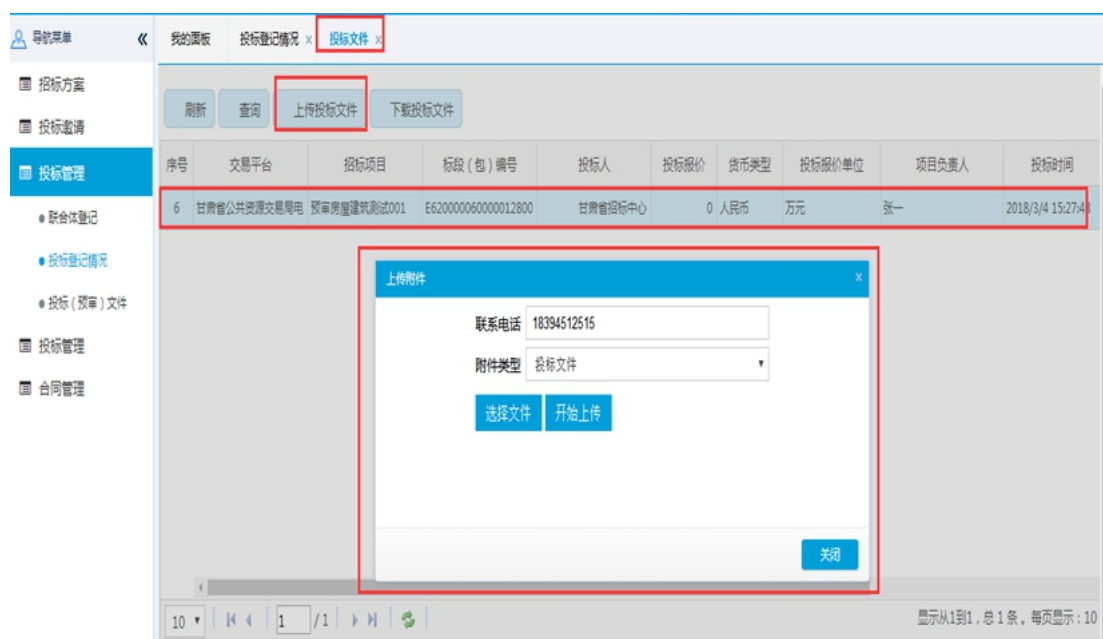 导航菜单
我的面板 投标登记情况 × 投标文件 ×
招标方案
投标邀请
投标管理
联合体登记
投标登记情况
投标(预审)文件
投标管理
合同管理
刷新 查询 上传投标文件 下载投标文件
序号 交易平台 招标项目 标段(包)编号 投标人 投标报价 货币类型 投标报价单位 项目负责人 投标时间
6 甘肃省公共资源交易局电 预审房屋建筑测试001 E620000060000012800 甘肃省招标中心 0 人民币 万元 张一 2018/3/4 15:27:43
上传附件 x
联系电话 18394512515
附件类型 投标文件
选择文件 开始上传
关闭
10 1 /1 显示从1到1,总1条。每页显示:10